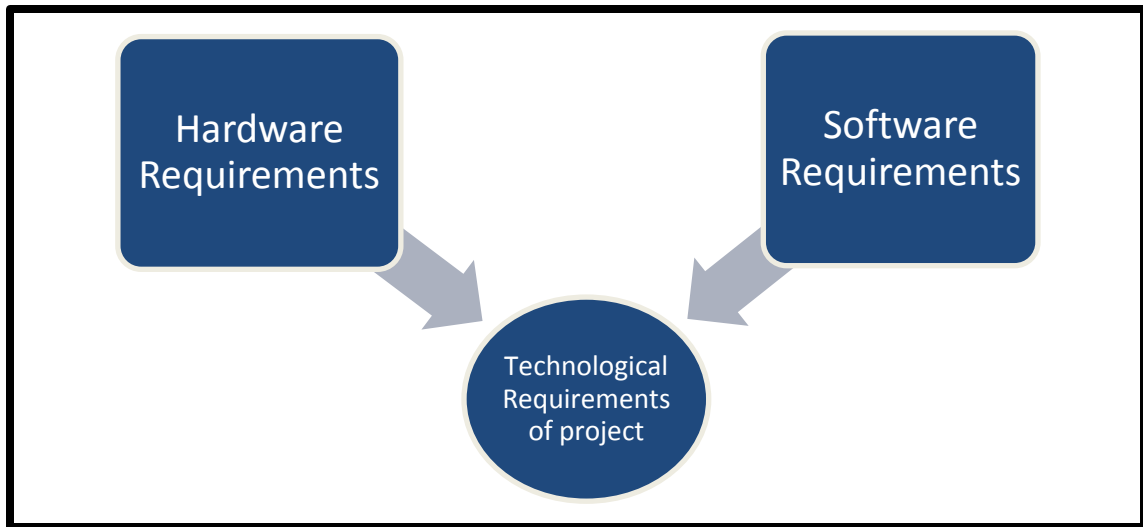 Hardware
Requirements
Software
Requirements
Technological
Requirements
of project